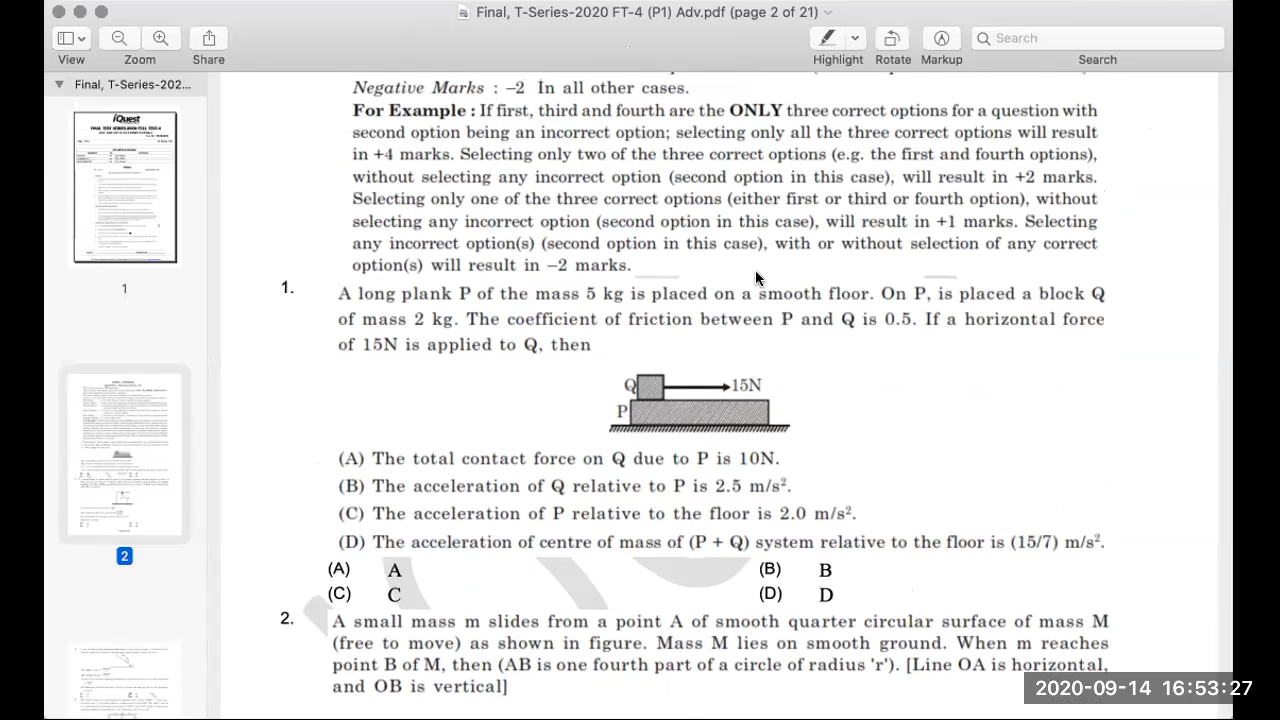 Final, T-Series-2020 FT-4 (P1) Adv.pdf (page 2 of 21)
View
Zoom
Share
Highlight
Rotate
Markup
Search
Search
Final, T-Series-202...
iQuest
1
2
Negative Marks : –2 In all other cases.
For Example : If first, third and fourth are the ONLY three correct options for a question with
second option being an incorrect option; selecting only all the three correct options will result
in +4 marks. Selecting only two of the three correct options (e.g. the first and fourth options),
without selecting any incorrect option (second option in this case), will result in +2 marks.
Selecting only one of the three correct options (either first or third or fourth option), without
selecting any incorrect option (second option in this case), will result in +1 marks. Selecting
any incorrect option (second option in this case), with or without selection of any correct
option(s) will result in –2 marks.
1.
A long plank P of the mass 5 kg is placed on a smooth floor. On P, is placed a block Q
of mass 2 kg. The coefficient of friction between P and Q is 0.5. If a horizontal force
of 15N is applied to Q, then
Q
15N
P
(A) The total contact force on Q due to P is 10N.
(B) The acceleration of Q relative to P is 2.5 m/s².
(C) The acceleration of P relative to the floor is 2.0 m/s².
(D) The acceleration of centre of mass of (P + Q) system relative to the floor is (15/7) m/s².
(A) A (B) B
(C) C (D) D
2.
A small mass m slides from a point A of smooth quarter circular surface of mass M
(free to move) as shown in figure. Mass M lies on smooth ground. When m reaches
point B of M, then (AB is one fourth part of a circle of radius 'r'). [Line OA is horizontal,
and OB is vertical]
020-09-14 16:53:27